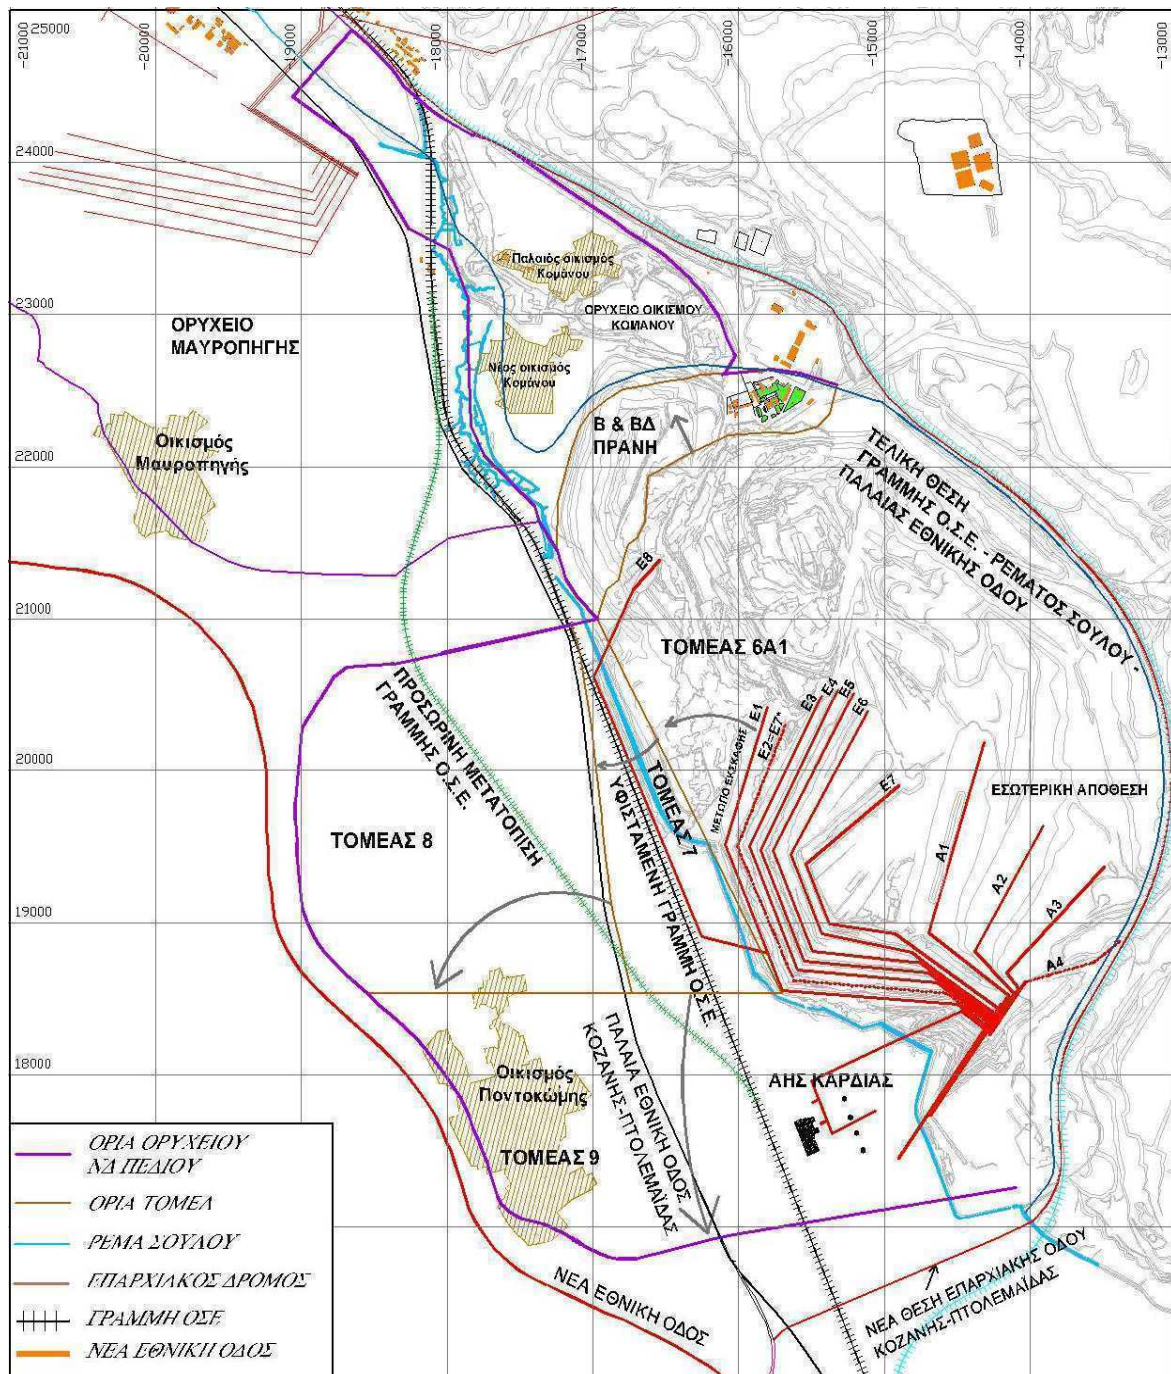 -21000
25000
-20000
-19000
-18000
-17000
-16000
-15000
-14000
-13000
24000
23000
22000
21000
20000
19000
18000
Παλαιός οικισμός
Κομάνου
ΟΡΥΧΕΙΟ ΟΙΚΙΣΜΟΥ
ΚΟΜΑΝΟΥ
ΟΡΥΧΕΙΟ
ΜΑΥΡΟΠΗΓΗΣ
Νέος οικισμός
Κομάνου
Β & ΒΔ
ΠΡΑΝΗ
Οικισμός
Μαυροπηγής
ΤΕΛΙΚΗ ΘΕΣΗ
ΓΡΑΜΜΗΣ Ο.Σ.Ε. - ΡΕΜΑΤΟΣ ΣΟΥΛΟΥ -
ΠΑΛΑΙΑΣ ΕΘΝΙΚΗΣ ΟΔΟΥ
E8
ΤΟΜΕΑΣ 6Α1
ΠΡΟΣΩΡΙΝΗ ΜΕΤΑΤΟΠΙΣΗ
ΓΡΑΜΜΗΣ Ο.Σ.Ε.
E1
E2=E7*
E3
E4
E5
E6
E7
ΜΕΤΩΠΟ ΕΚΣΚΑΦΗΣ
ΕΣΩΤΕΡΙΚΗ ΑΠΟΘΕΣΗ
ΤΟΜΕΑΣ 7
ΥΦΙΣΤΑΜΕΝΗ ΓΡΑΜΜΗ Ο.Σ.Ε.
ΤΟΜΕΑΣ 8
A1
A2
A3
A4
Οικισμός
Ποντοκώμης
ΑΗΣ ΚΑΡΔΙΑΣ
ΠΑΛΑΙΑ ΕΘΝΙΚΗ ΟΔΟΣ
ΚΟΖΑΝΗΣ-ΠΤΟΛΕΜΑΪΔΑΣ
ΤΟΜΕΑΣ 9
ΝΕΑ ΕΘΝΙΚΗ ΟΔΟΣ
ΝΕΑ ΘΕΣΗ ΕΠΑΡΧΙΑΚΗΣ ΟΔΟΥ
ΚΟΖΑΝΗΣ-ΠΤΟΛΕΜΑΪΔΑΣ
ΟΡΙΑ ΟΡΥΧΕΙΟΥ
ΝΔ ΠΕΔΙΟΥ
ΟΡΙΑ ΤΟΜΕΑ
ΡΕΜΑ ΣΟΥΛΟΥ
ΕΠΑΡΧΙΑΚΟΣ ΔΡΟΜΟΣ
ΓΡΑΜΜΗ ΟΣΕ
ΝΕΑ ΕΘΝΙΚΗ ΟΔΟΣ